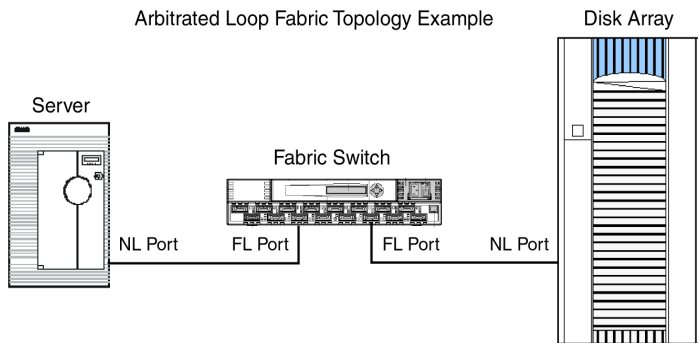 Arbitrated Loop Fabric Topology Example
Disk Array
Server
Fabric Switch
NL Port
FL Port
FL Port
NL Port